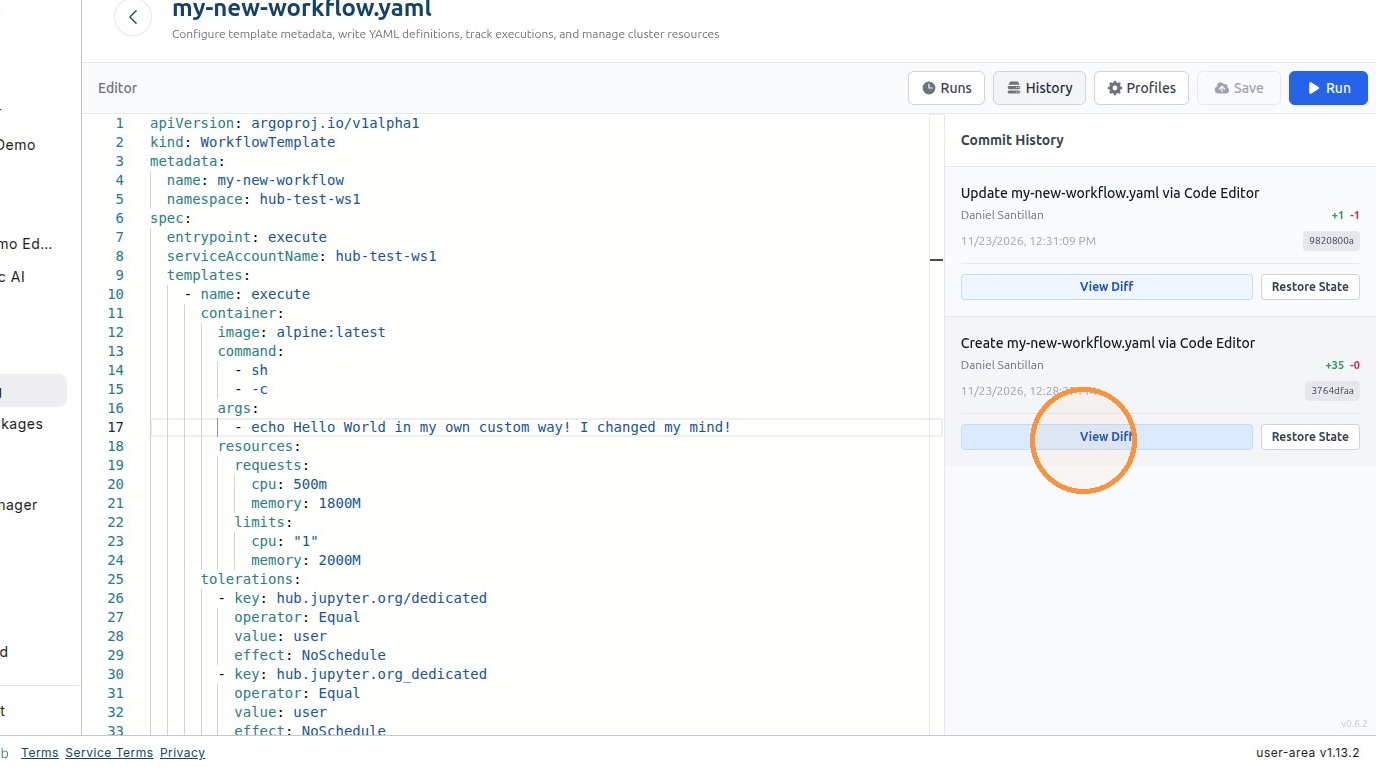 my-new-workflow.yaml
Configure template metadata, write YAML definitions, track executions, and manage cluster resources
Demo
mo Ed...
c AI
kages
nager
d
t
Editor
Runs
History
Profiles
Save
Run
1 apiVersion: argoproj.io/v1alpha1
2 kind: WorkflowTemplate
3 metadata:
4 name: my-new-workflow
5 namespace: hub-test-ws1
6 spec:
7 entrypoint: execute
8 serviceAccountName: hub-test-ws1
9 templates:
10 - name: execute
11 container:
12 image: alpine:latest
13 command:
14 - sh
15 - -c
16 args:
17 - echo Hello World in my own custom way! I changed my mind!
18 resources:
19 requests:
20 cpu: 500m
21 memory: 1800M
22 limits:
23 cpu: "1"
24 memory: 2000M
25 tolerations:
26 - key: hub.jupyter.org/dedicated
27 operator: Equal
28 value: user
29 effect: NoSchedule
30 - key: hub.jupyter.org_dedicated
31 operator: Equal
32 value: user
33 effect: NoSchedule
Commit History
Update my-new-workflow.yaml via Code Editor
Daniel Santillan +1 -1
11/23/2026, 12:31:09 PM 9820800a
View Diff Restore State
Create my-new-workflow.yaml via Code Editor
Daniel Santillan +35 -0
11/23/2026, 3764dfaa
View Diff Restore State
v0.6.2
b Terms Service Terms Privacy
user-area v1.13.2